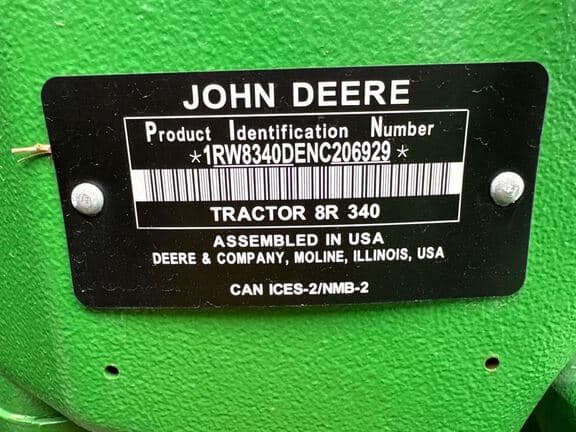 JOHN DEERE
Product Identification Number
*1RW8340DENC206929*
TRACTOR 8R 340
ASSEMBLED IN USA
DEERE & COMPANY, MOLINE, ILLINOIS, USA
CAN ICES-2/NMB-2